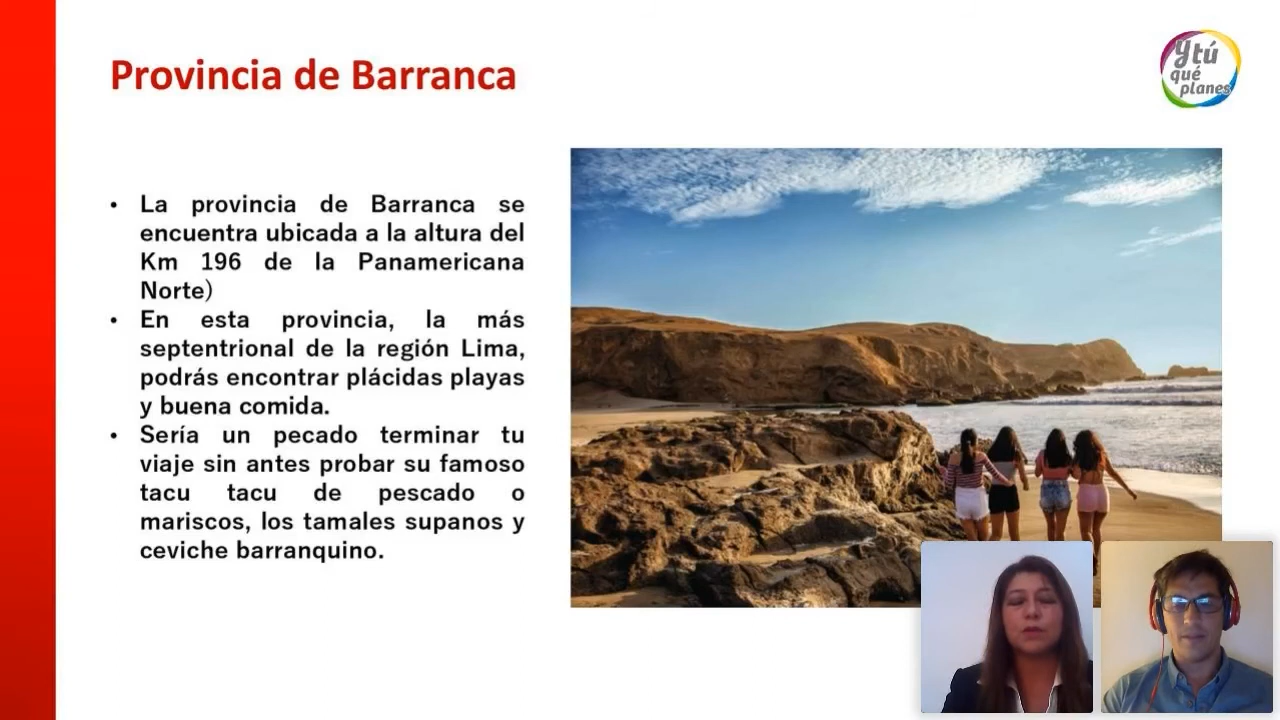 Provincia de Barranca
Ytú
qué
planes
• La provincia de Barranca se
encuentra ubicada a la altura del
Km 196 de la Panamericana
Norte)
• En esta provincia, la más
septentrional de la región Lima,
podrás encontrar plácidas playas
y buena comida.
• Sería un pecado terminar tu
viaje sin antes probar su famoso
tacu tacu de pescado o
mariscos, los tamales supanos y
ceviche barranquino.